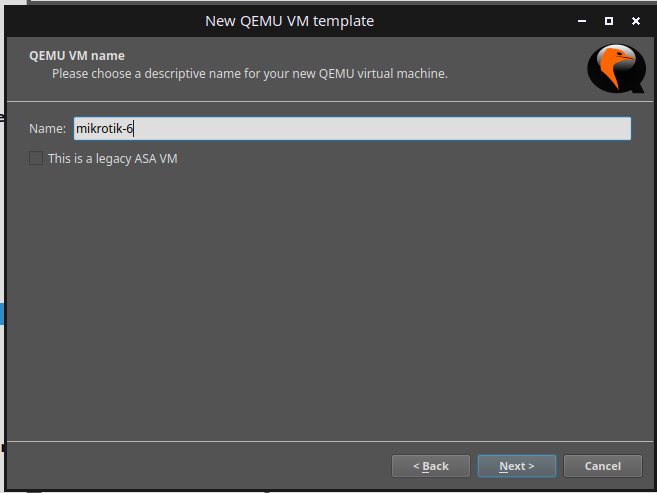 New QEMU VM template
QEMU VM name
Please choose a descriptive name for your new QEMU virtual machine.
Name: mikrotik-6
This is a legacy ASA VM
< Back Next > Cancel